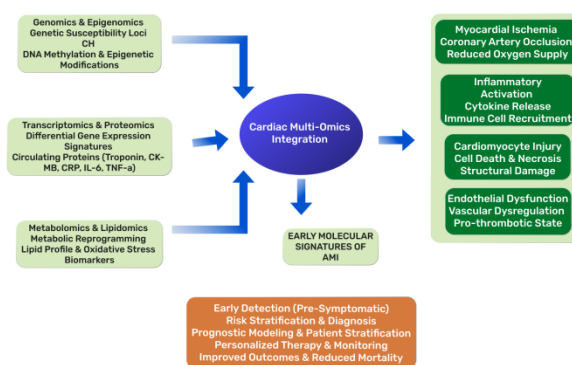 Genomics & Epigenomics
Genetic Susceptibility Loci
CH
DNA Methylation & Epigenetic
Modifications
Transcriptomics & Proteomics
Differential Gene Expression
Signatures
Circulating Proteins (Troponin, CK-
MB, CRP, IL-6, TNF-a)
Metabolomics & Lipidomics
Metabolic Reprogramming
Lipid Profile & Oxidative Stress
Biomarkers
Cardiac Multi-Omics
Integration
EARLY MOLECULAR
SIGNATURES OF
AMI
Myocardial Ischemia
Coronary Artery Occlusion
Reduced Oxygen Supply
Inflammatory
Activation
Cytokine Release
Immune Cell Recruitment
Cardiomyocyte Injury
Cell Death & Necrosis
Structural Damage
Endothelial Dysfunction
Vascular Dysregulation
Pro-thrombotic State
Early Detection (Pre-Symptomatic)
Risk Stratification & Diagnosis
Prognostic Modeling & Patient Stratification
Personalized Therapy & Monitoring
Improved Outcomes & Reduced Mortality